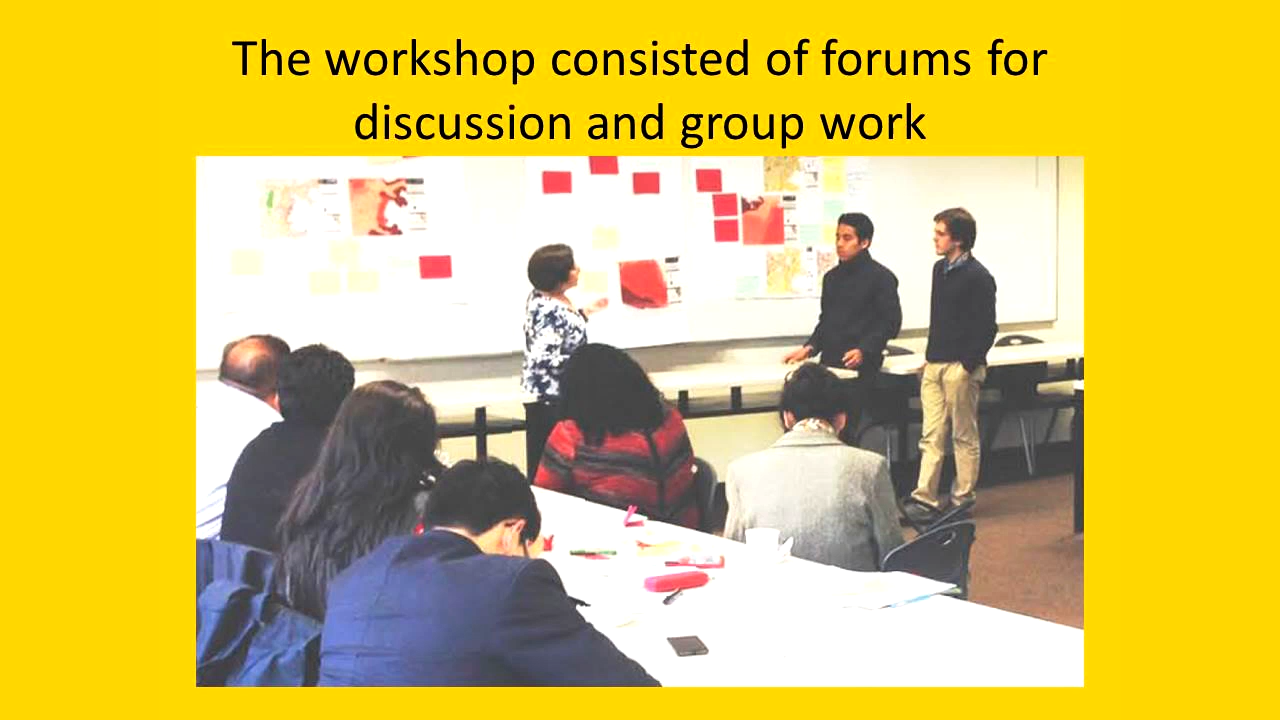 The workshop consisted of forums for
discussion and group work